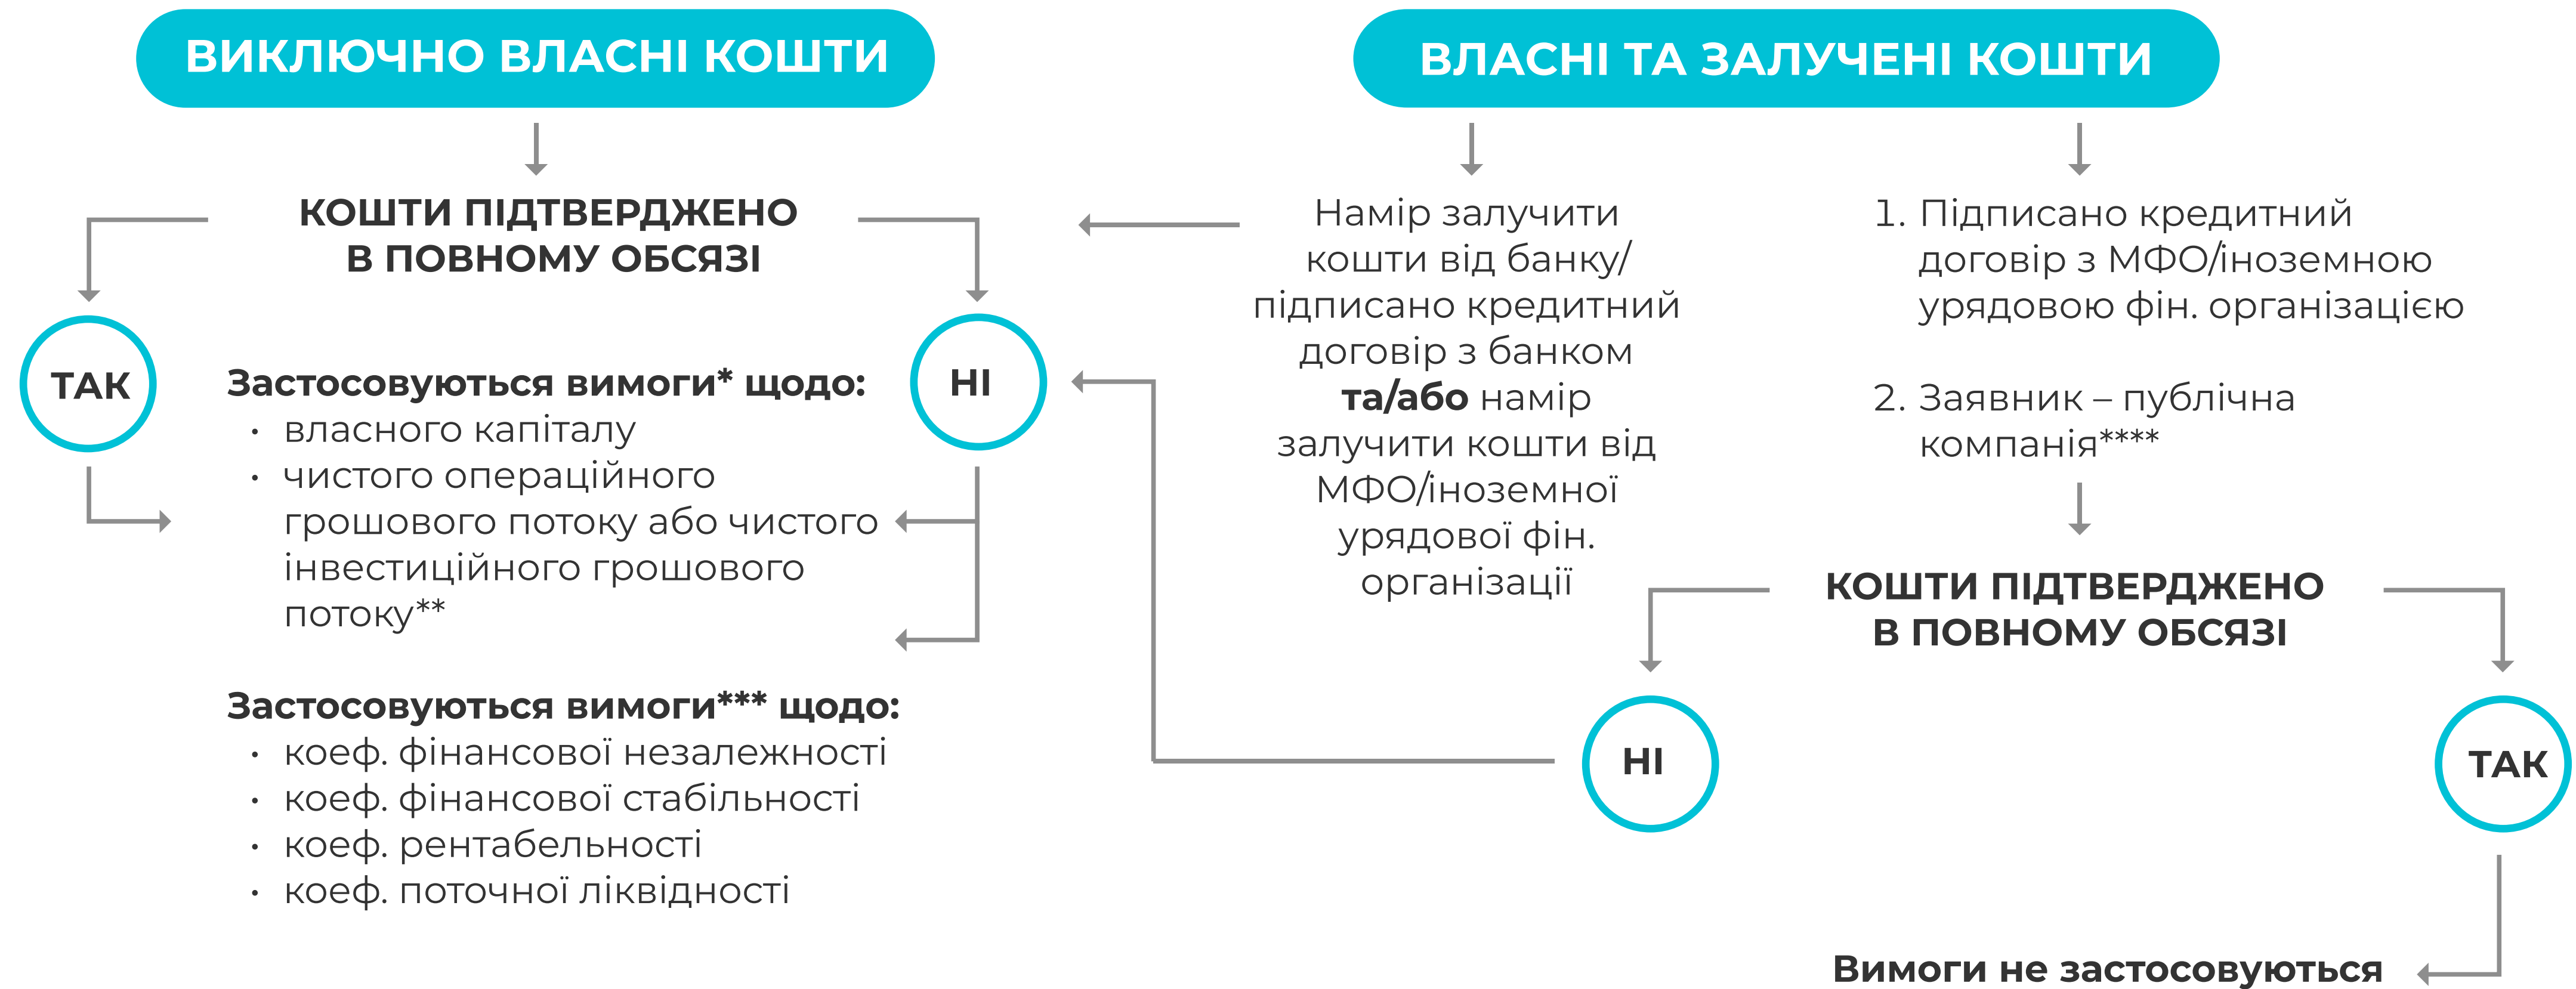 ВИКЛЮЧНО ВЛАСНІ КОШТИ
КОШТИ ПІДТВЕРДЖЕНО
В ПОВНОМУ ОБСЯЗІ
ТАК
НІ
Застосовуються вимоги* щодо:
• власного капіталу
• чистого операційного
грошового потоку або чистого
інвестиційного грошового
потоку**
Застосовуються вимоги*** щодо:
• коеф. фінансової незалежності
• коеф. фінансової стабільності
• коеф. рентабельності
• коеф. поточної ліквідності
ВЛАСНІ ТА ЗАЛУЧЕНІ КОШТИ
Намір залучити
кошти від банку/
підписано кредитний
договір з банком
та/або намір
залучити кошти від
МФО/іноземної
урядової фін.
організації
1. Підписано кредитний
договір з МФО/іноземною
урядовою фін. організацією
2. Заявник – публічна
компанія****
КОШТИ ПІДТВЕРДЖЕНО
В ПОВНОМУ ОБСЯЗІ
НІ
ТАК
Вимоги не застосовуються